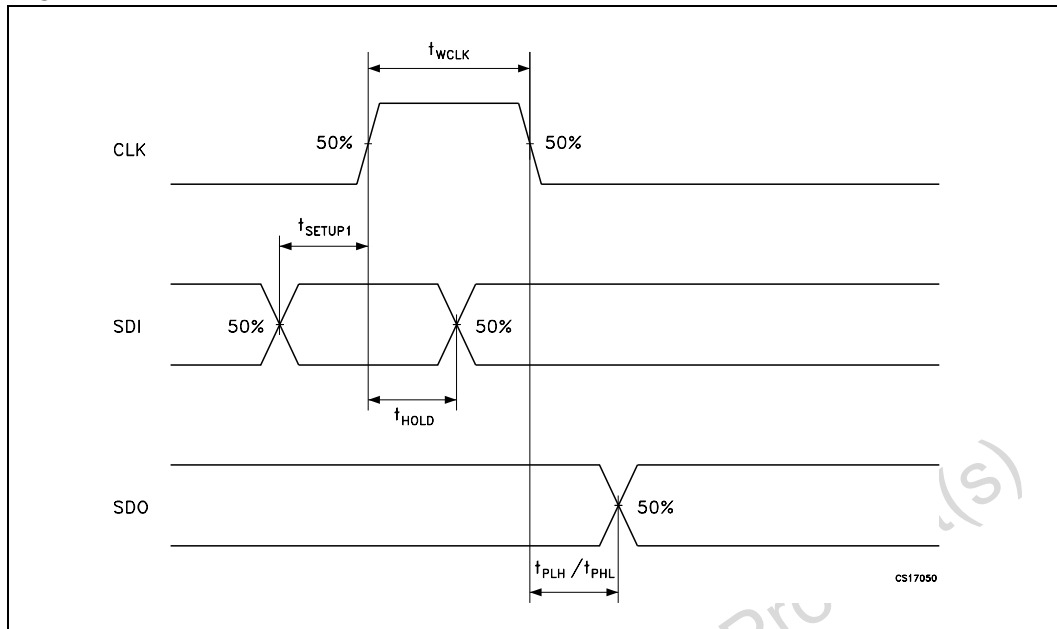 tWCLK
50%
50%
CLK
tSETUP1
50%
50%
SDI
tHOLD
50%
SDO
tPLH /tPHL
CS17050